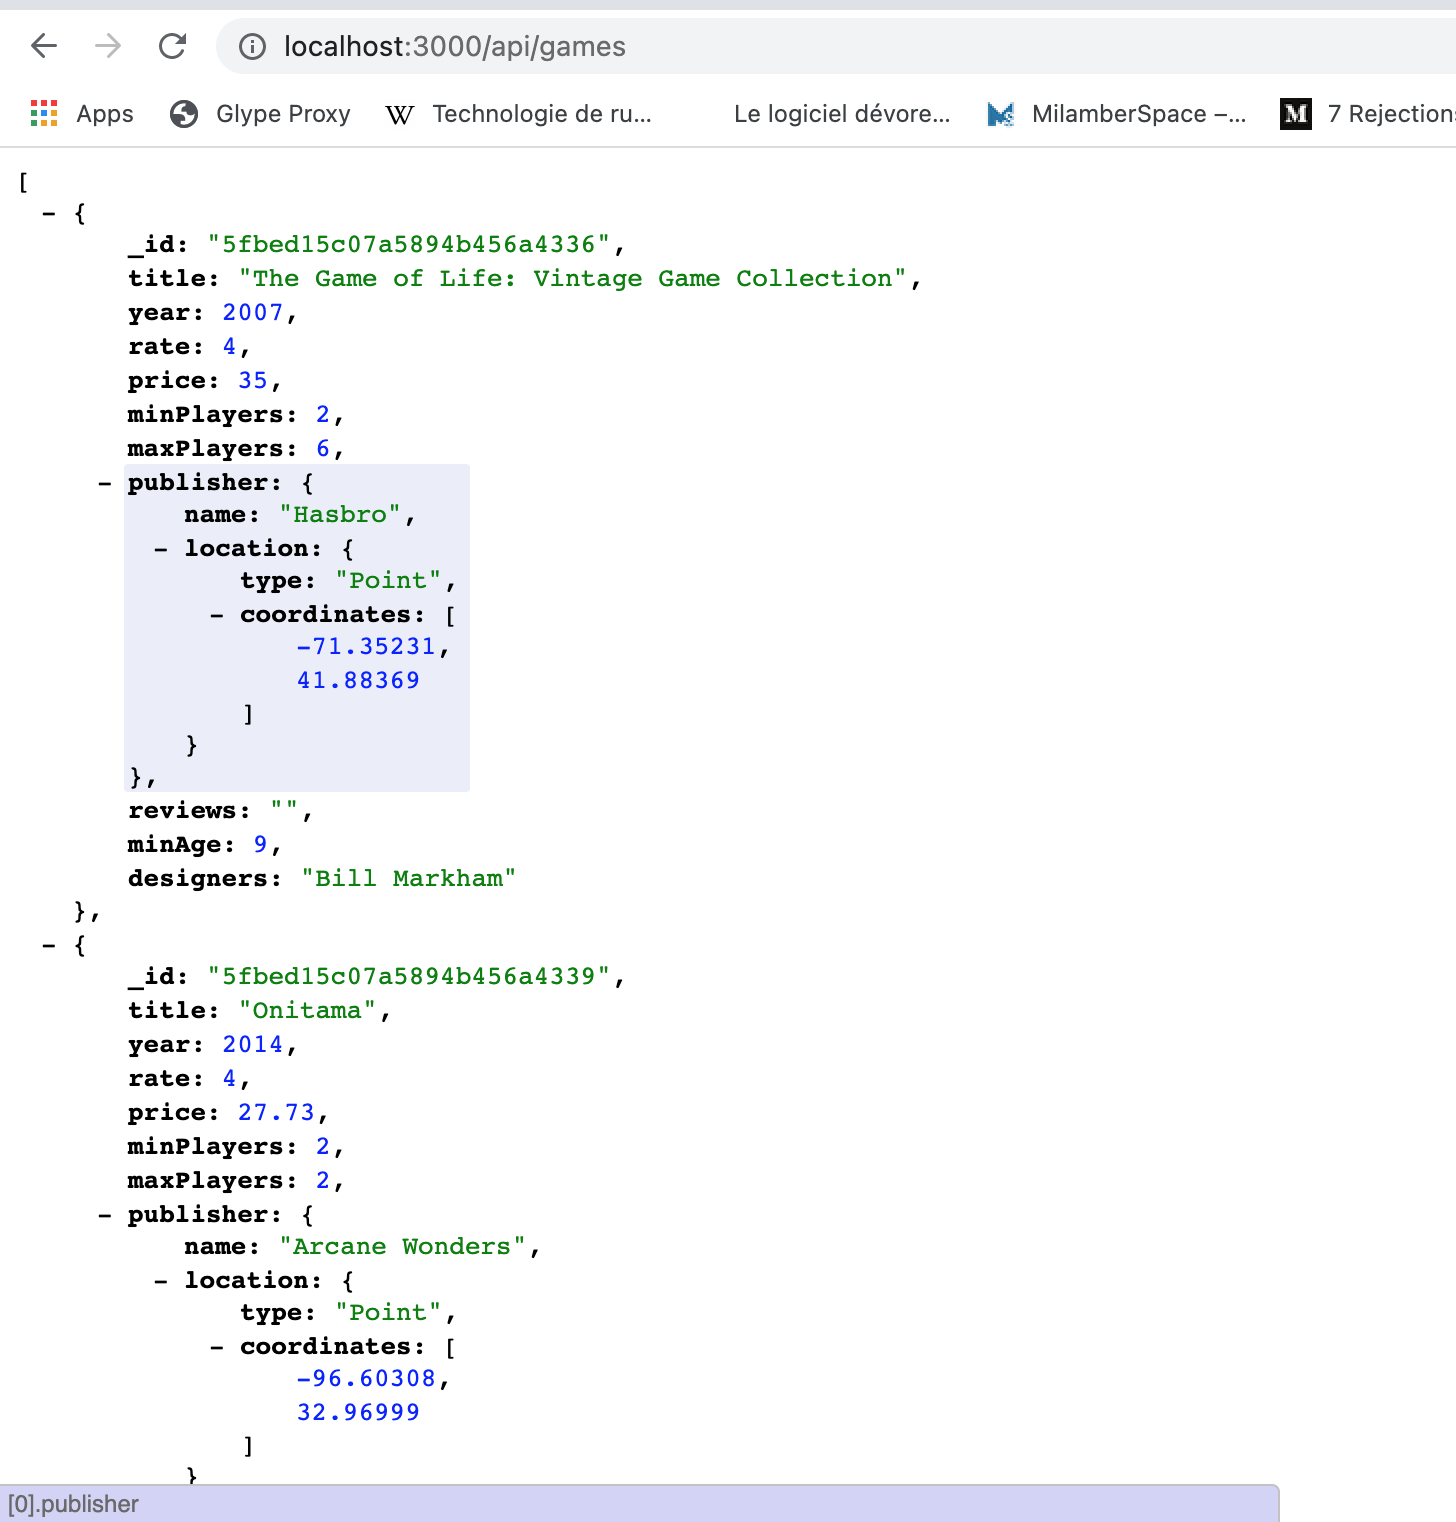 localhost:3000/api/games
Apps Glype Proxy W Technologie de ru... Le logiciel dévore... MilamberSpace –... M 7 Rejection
[
- {
_id: "5fbed15c07a5894b456a4336",
title: "The Game of Life: Vintage Game Collection",
year: 2007,
rate: 4,
price: 35,
minPlayers: 2,
maxPlayers: 6,
- publisher: {
name: "Hasbro",
- location: {
type: "Point",
- coordinates: [
-71.35231,
41.88369
]
}
},
reviews: "",
minAge: 9,
designers: "Bill Markham"
},
- {
_id: "5fbed15c07a5894b456a4339",
title: "Onitama",
year: 2014,
rate: 4,
price: 27.73,
minPlayers: 2,
maxPlayers: 2,
- publisher: {
name: "Arcane Wonders",
- location: {
type: "Point",
- coordinates: [
-96.60308,
32.96999
]
}
[0].publisher